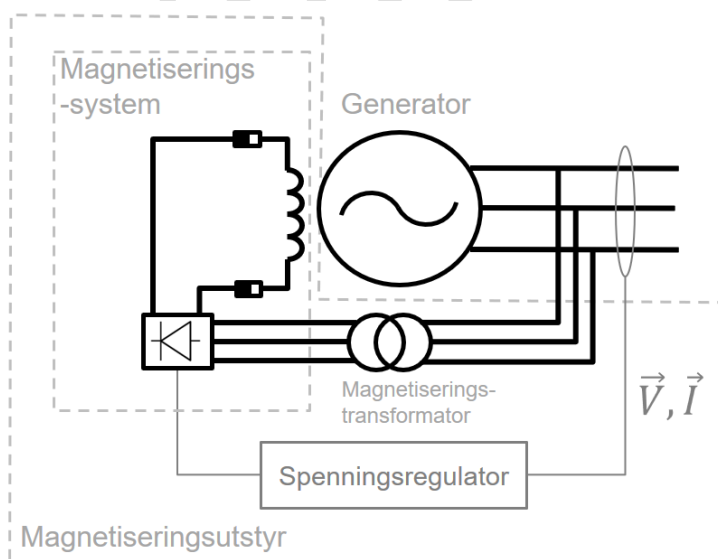 Magnetiserings
-system
Generator
Magnetiserings-
transformator
V, I
Spenningsregulator
Magnetiseringsutstyr